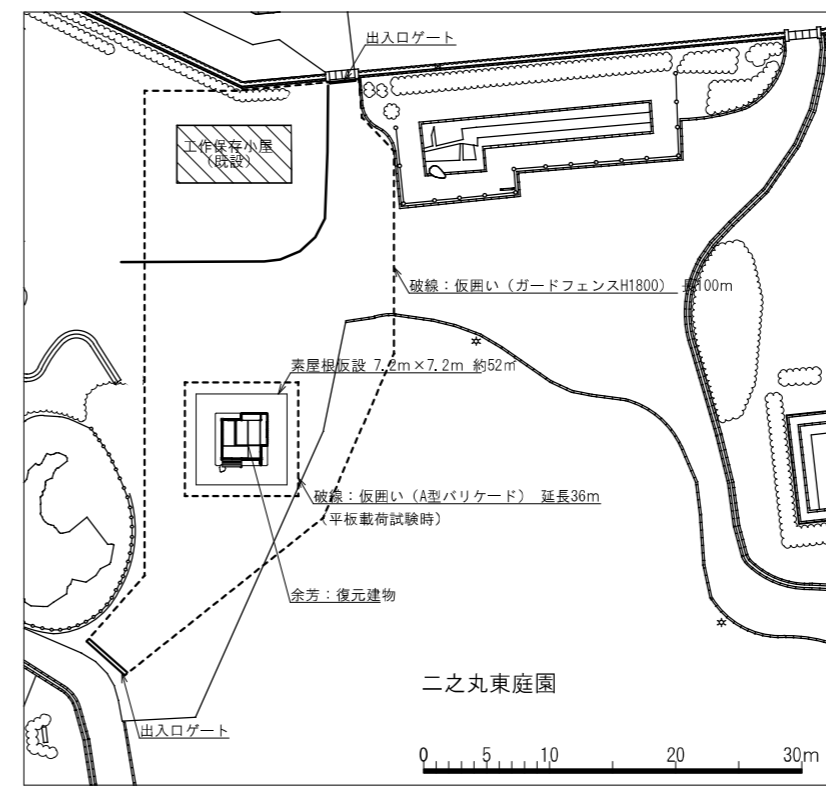 出入口ゲート
工作保存小屋
（既設）
破線：仮囲い（ガードフェンスH1800） 長100m
素屋根仮設 7.2m×7.2m 約52㎡
破線：仮囲い（A型バリケード） 延長36m
（平板載荷試験時）
余芳：復元建物
二之丸東庭園
出入口ゲート
0 5 10 20 30m